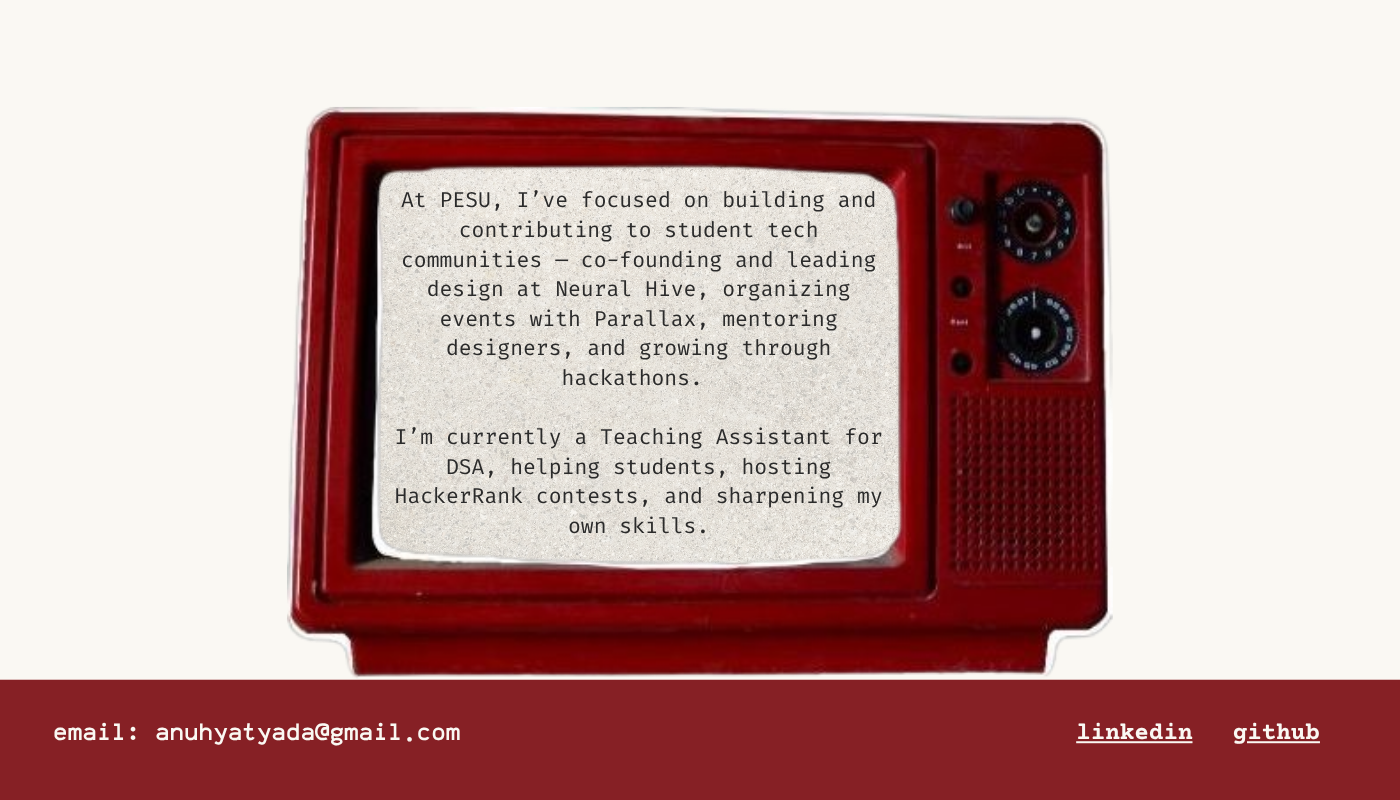 At PESU, I’ve focused on building and
contributing to student tech
communities — co-founding and leading
design at Neural Hive, organizing
events with Parallax, mentoring
designers, and growing through
hackathons.
I’m currently a Teaching Assistant for
DSA, helping students, hosting
HackerRank contests, and sharpening my
own skills.
email: anuhyatyada@gmail.com
linkedin github